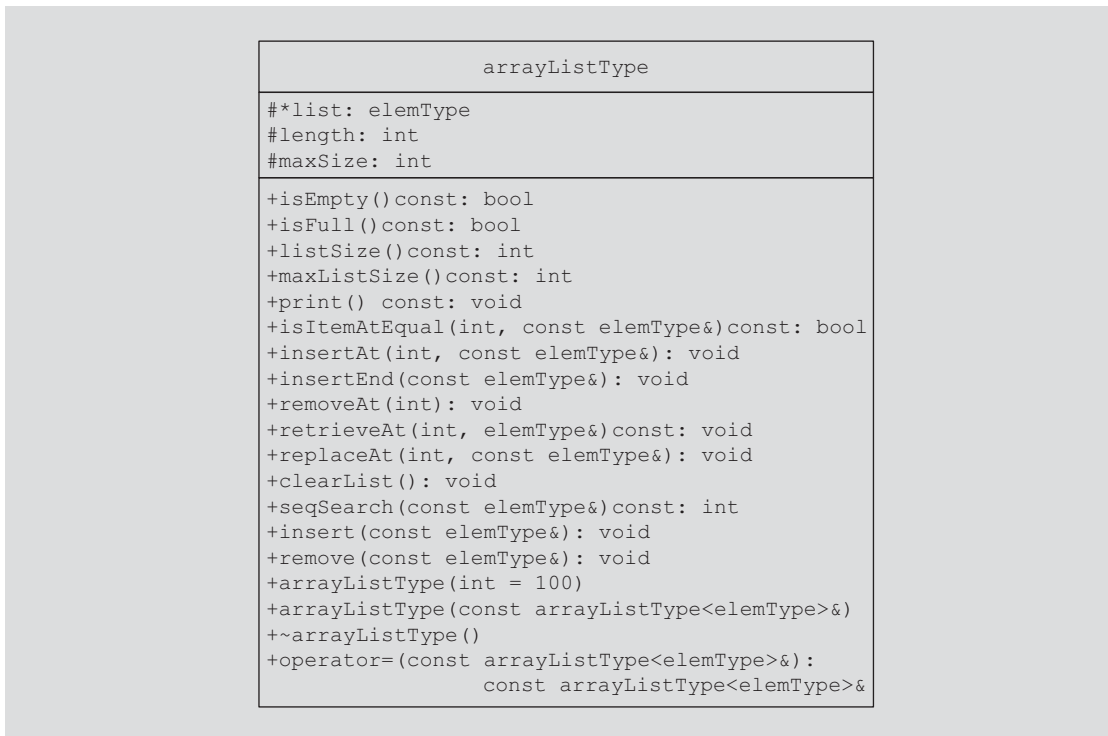 arrayListType
#*list: elemType
#length: int
#maxSize: int
+isEmpty()const: bool
+isFull()const: bool
+listSize()const: int
+maxListSize()const: int
+print() const: void
+isItemAtEqual(int, const elemType&)const: bool
+insertAt(int, const elemType&): void
+insertEnd(const elemType&): void
+removeAt(int): void
+retrieveAt(int, elemType&)const: void
+replaceAt(int, const elemType&): void
+clearList(): void
+seqSearch(const elemType&)const: int
+insert(const elemType&): void
+remove(const elemType&): void
+arrayListType(int = 100)
+arrayListType(const arrayListType<elemType>&)
+~arrayListType()
+operator=(const arrayListType<elemType>&):
const arrayListType<elemType>&